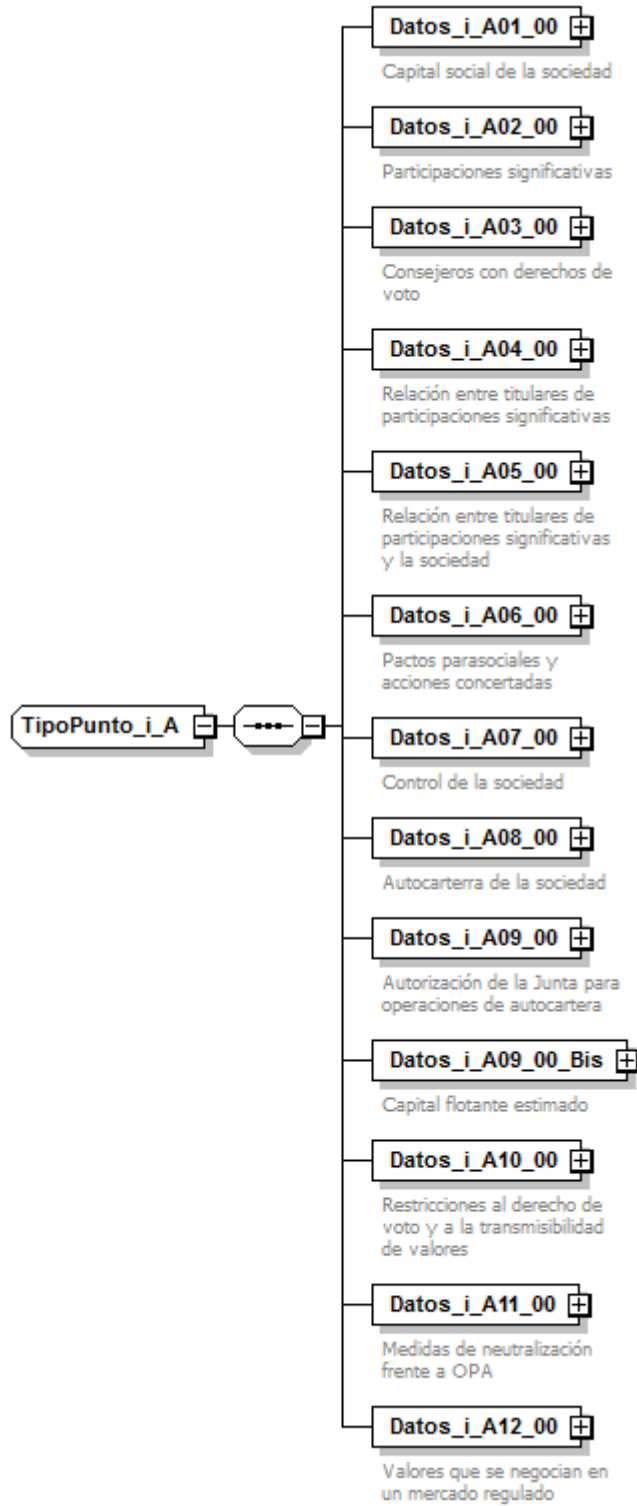 Datos_i_A01_00
Capital social de la sociedad
Datos_i_A02_00
Participaciones significativas
Datos_i_A03_00
Consejeros con derechos de
voto
Datos_i_A04_00
Relación entre titulares de
participaciones significativas
Datos_i_A05_00
Relación entre titulares de
participaciones significativas
y la sociedad
Datos_i_A06_00
Pactos parasociales y
acciones concertadas
TipoPunto_i_A
Datos_i_A07_00
Control de la sociedad
Datos_i_A08_00
Autocarterra de la sociedad
Datos_i_A09_00
Autorización de la Junta para
operaciones de autocartera
Datos_i_A09_00_Bis
Capital flotante estimado
Datos_i_A10_00
Restricciones al derecho de
voto y a la transmisibilidad
de valores
Datos_i_A11_00
Medidas de neutralización
frente a OPA
Datos_i_A12_00
Valores que se negocian en
un mercado regulado